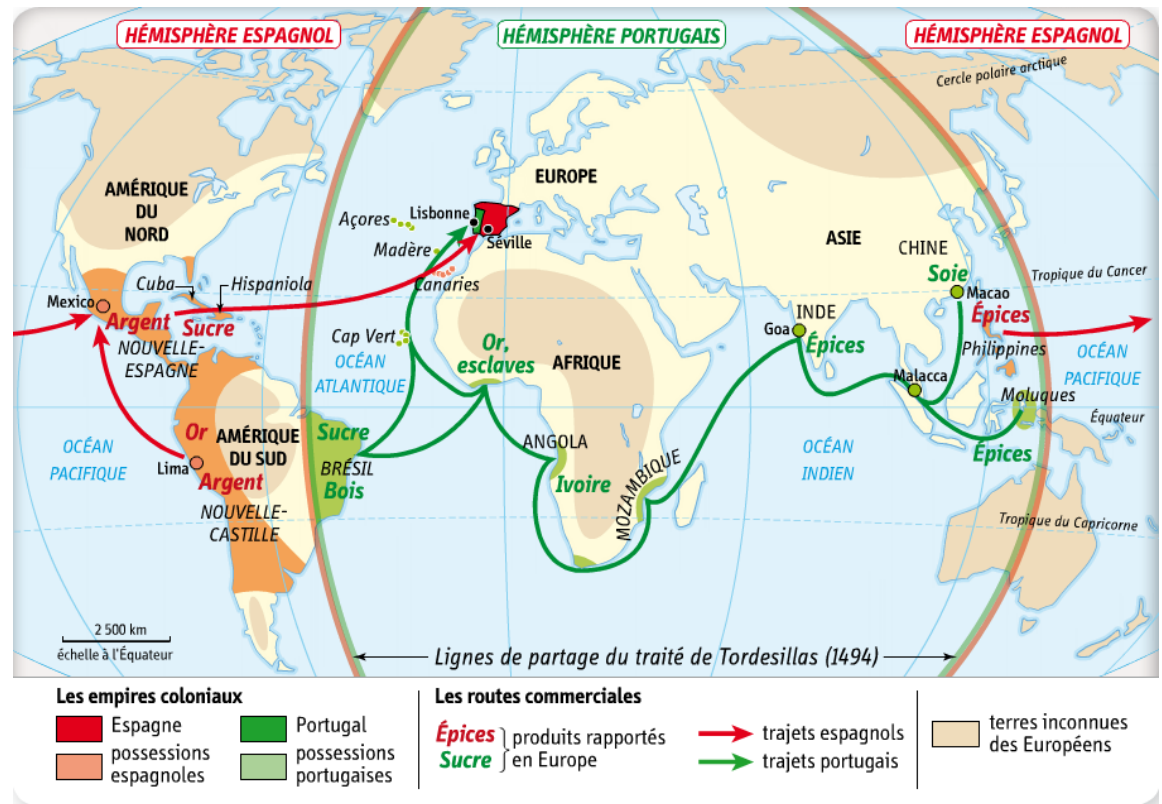 HÉMISPHÈRE ESPAGNOL
HÉMISPHÈRE PORTUGAIS
HÉMISPHÈRE ESPAGNOL
Cercle polaire arctique
AMÉRIQUE
DU
NORD
EUROPE
ASIE
Açores
Lisbonne
Séville
Madère
Canaries
CHINE
Soie
Macao
Tropique du Cancer
Cuba
Hispaniola
Mexico
Argent
Sucre
NOUVELLE-
ESPAGNE
Cap Vert
OCÉAN
ATLANTIQUE
Or,
esclaves
AFRIQUE
INDE
Goa
Épices
Épices
Philippines
OCÉAN
PACIFIQUE
Malacca
Moluques
Équateur
Épices
OCÉAN
PACIFIQUE
Or
AMÉRIQUE
DU SUD
Lima
Argent
NOUVELLE-
CASTILLE
Sucre
BRÉSIL
Bois
ANGOLA
Ivoire
MOZAMBIQUE
OCÉAN
INDIEN
Tropique du Capricorne
2 500 km
échelle à l'Équateur
Lignes de partage du traité de Tordesillas (1494)
Les empires coloniaux
Espagne
Portugal
possessions
espagnoles
possessions
portugaises
Les routes commerciales
Épices
Sucre
produits rapportés
en Europe
trajets espagnols
trajets portugais
terres inconnues
des Européens